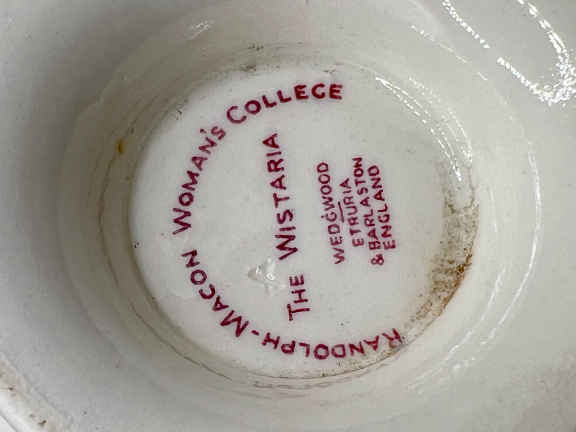 RANDOLPH-MACON WOMAN'S COLLEGE
THE WISTARIA
WEDGWOOD
ETRURIA
& BARLASTON
ENGLAND